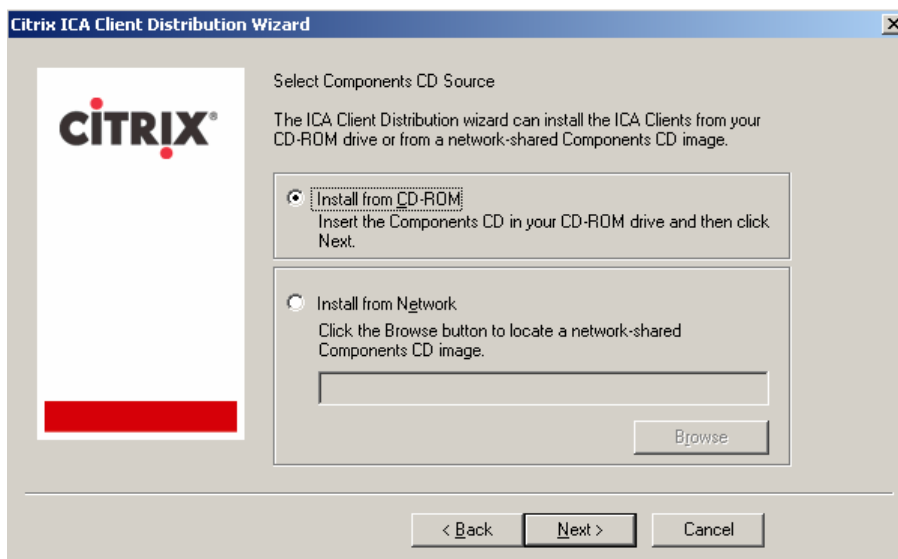 Citrix ICA Client Distribution Wizard
CITRIX®
Select Components CD Source
The ICA Client Distribution wizard can install the ICA Clients from your
CD-ROM drive or from a network-shared Components CD image.
Install from CD-ROM
Insert the Components CD in your CD-ROM drive and then click
Next.
Install from Network
Click the Browse button to locate a network-shared
Components CD image.
Browse
< Back
Next >
Cancel